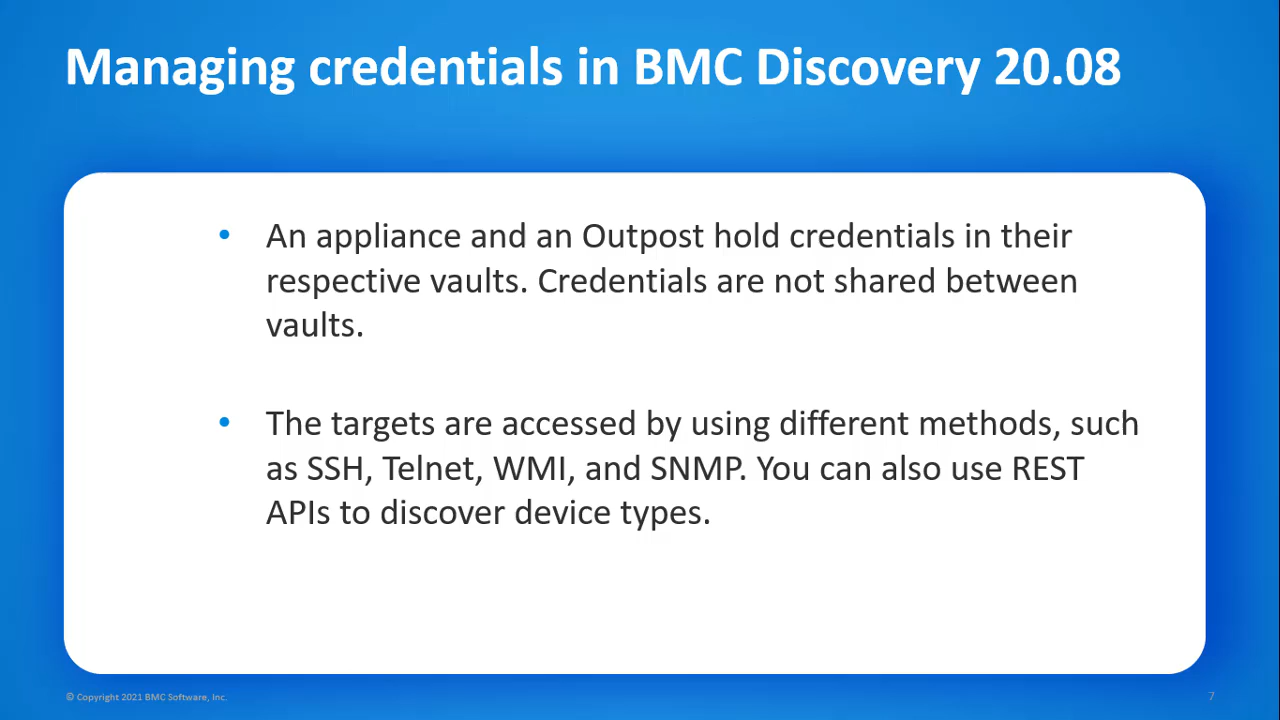 Managing credentials in BMC Discovery 20.08
• An appliance and an Outpost hold credentials in their
respective vaults. Credentials are not shared between
vaults.
• The targets are accessed by using different methods, such
as SSH, Telnet, WMI, and SNMP. You can also use REST
APIs to discover device types.
© Copyright 2021 BMC Software, Inc.
7